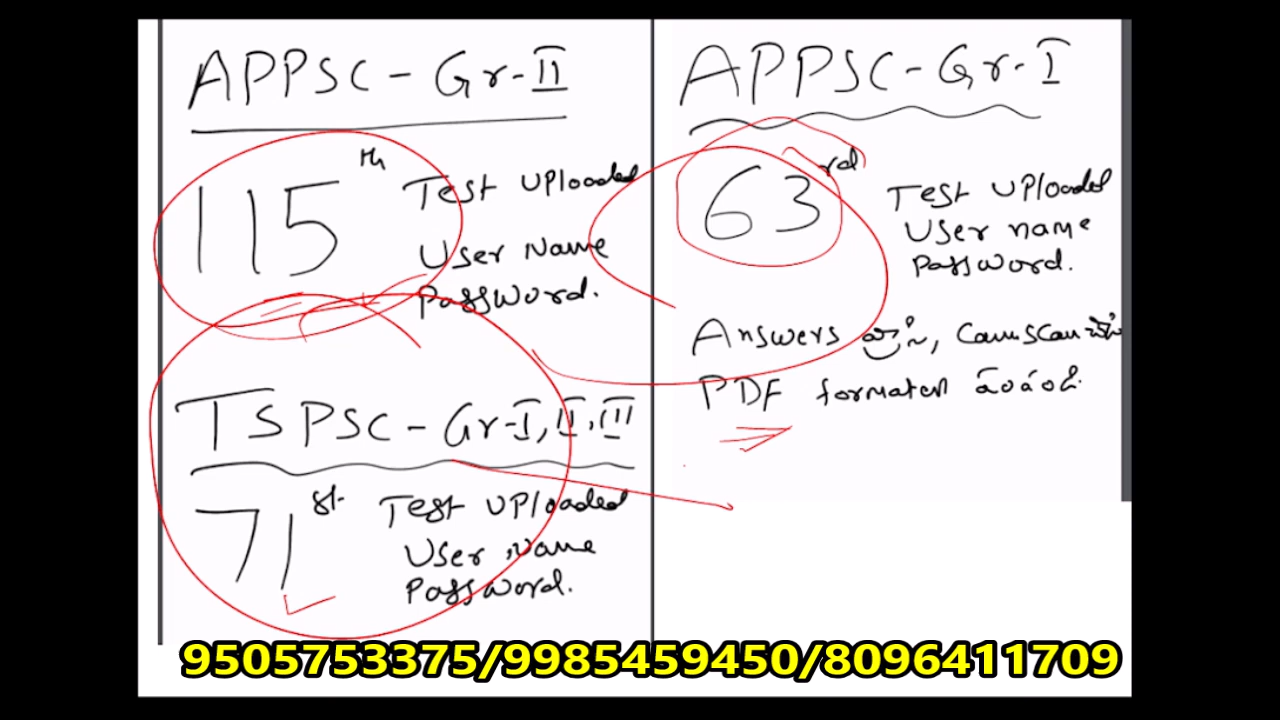 APPSC - Gr - II
115th Test Uploaded
User Name
Password.
TSPSC - Gr - I, II, III
71st Test Uploaded
User Name
Password.
APPSC - Gr - I
63rd Test Uploaded
User name
Password.
Answers
PDF
9505753375/9985459450/8096411709